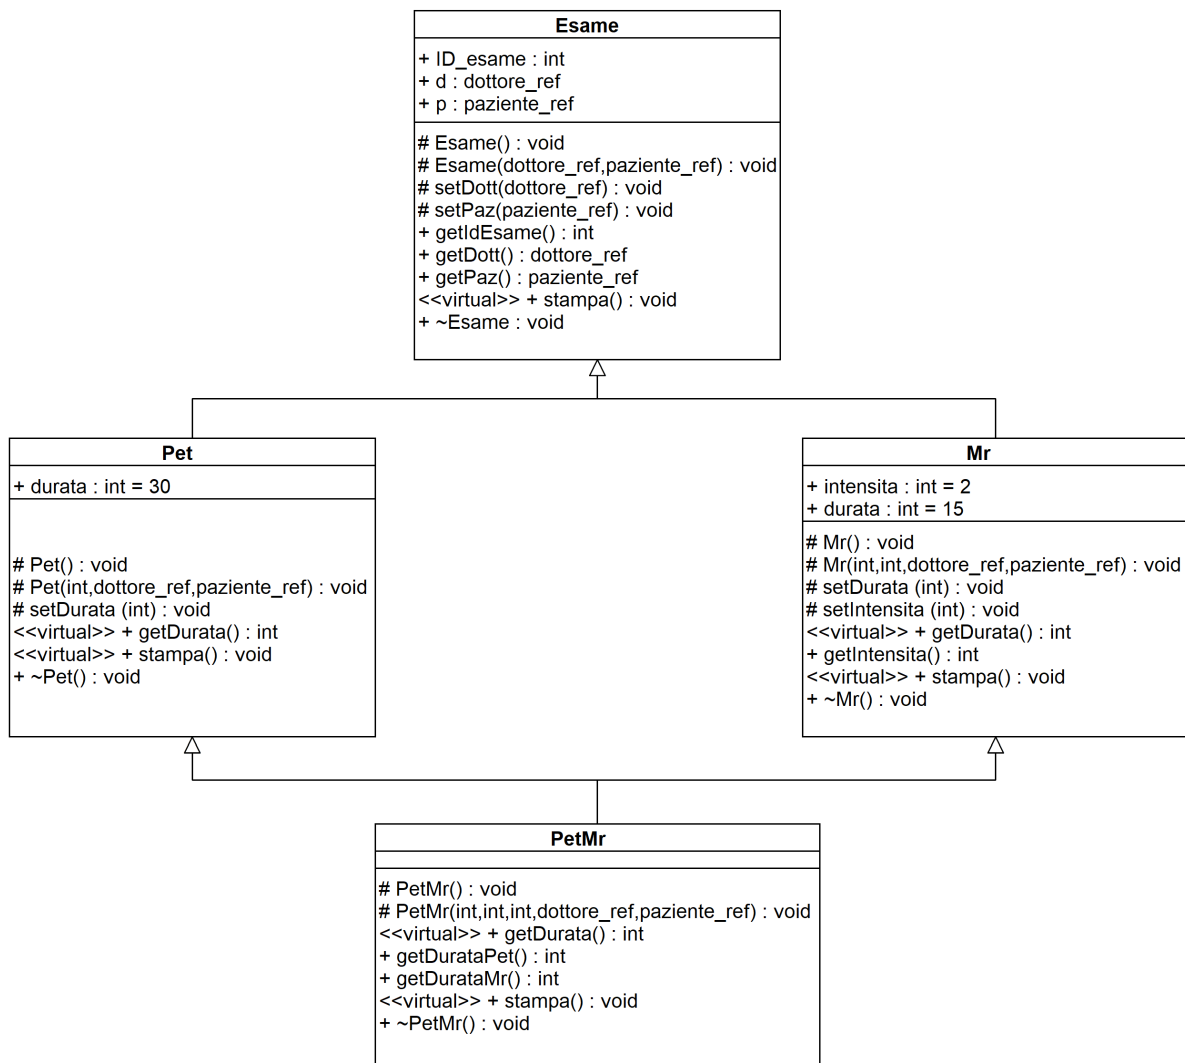 Esame
+ ID_esame : int
+ d : dottore_ref
+ p : paziente_ref
# Esame() : void
# Esame(dottore_ref,paziente_ref) : void
# setDott(dottore_ref) : void
# setPaz(paziente_ref) : void
+ getIdEsame() : int
+ getDott() : dottore_ref
+ getPaz() : paziente_ref
<<virtual>> + stampa() : void
+ ~Esame : void
Pet
+ durata : int = 30
# Pet() : void
# Pet(int,dottore_ref,paziente_ref) : void
# setDurata (int) : void
<<virtual>> + getDurata() : int
<<virtual>> + stampa() : void
+ ~Pet() : void
Mr
+ intensita : int = 2
+ durata : int = 15
# Mr() : void
# Mr(int,int,dottore_ref,paziente_ref) : void
# setDurata (int) : void
# setIntensita (int) : void
<<virtual>> + getDurata() : int
+ getIntensita() : int
<<virtual>> + stampa() : void
+ ~Mr() : void
PetMr
# PetMr() : void
# PetMr(int,int,int,dottore_ref,paziente_ref) : void
<<virtual>> + getDurata() : int
+ getDurataPet() : int
+ getDurataMr() : int
<<virtual>> + stampa() : void
+ ~PetMr() : void